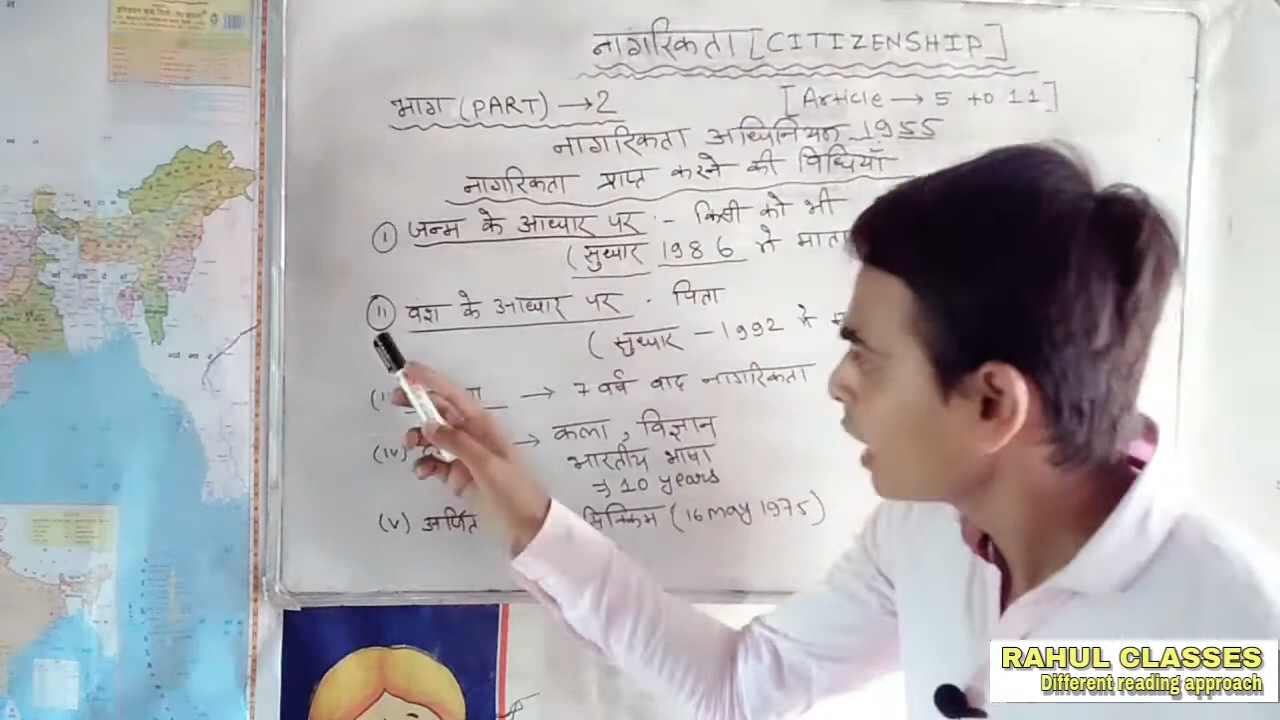 नागरिकता [CITIZENSHIP]
भाग (PART) → 2
[Article → 5 to 11]
नागरिकता अधिनियम 1955
नागरिकता प्राप्त करने की विधियाँ
(I) जन्म के आधार पर :- किसी को भी
(सुधार 1986 मे माता
(II) वंश के आधार पर - पिता
(सुधार - 1992 मे
→ 7 वर्ष बाद नागरिकता
(IV) → कला, विज्ञान
भारतीय भाषा
→ 10 years
(V) अर्जित (16 may 1975)
RAHUL CLASSES
Different reading approach